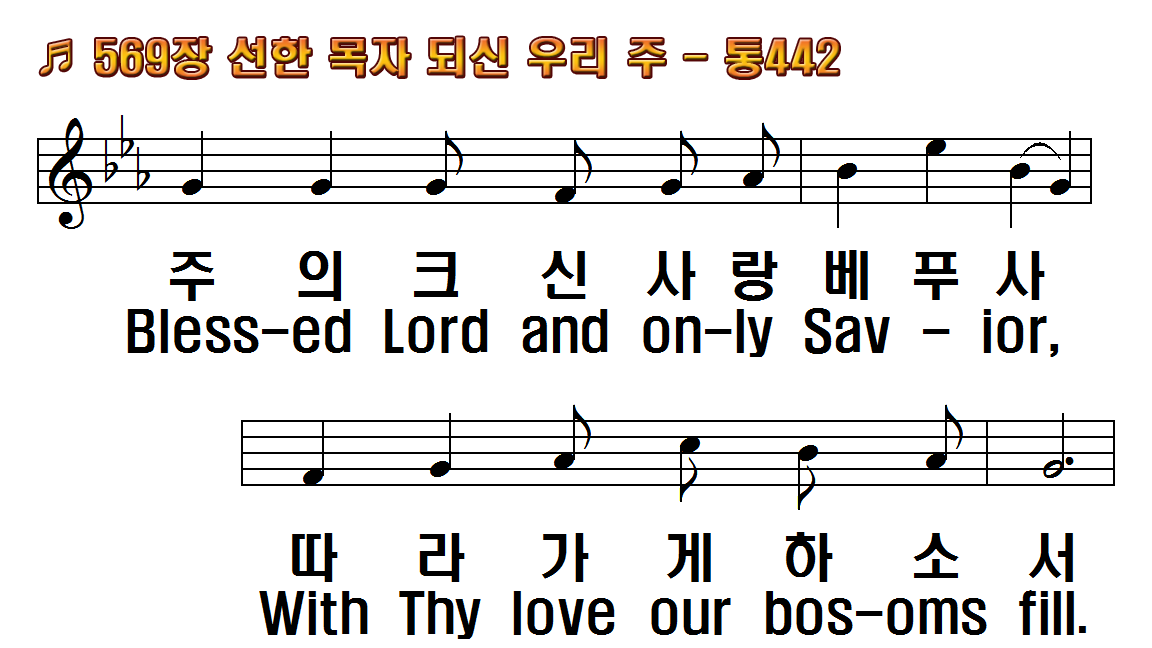 ♬ 569장 선한 목자 되신 우리 주 - 통442
주 의 크 신 사 랑 베 푸 사
Bless-ed Lord and on-ly Sav - ior,
따 라 가 게 하 소 서
With Thy love our bos-oms fill.